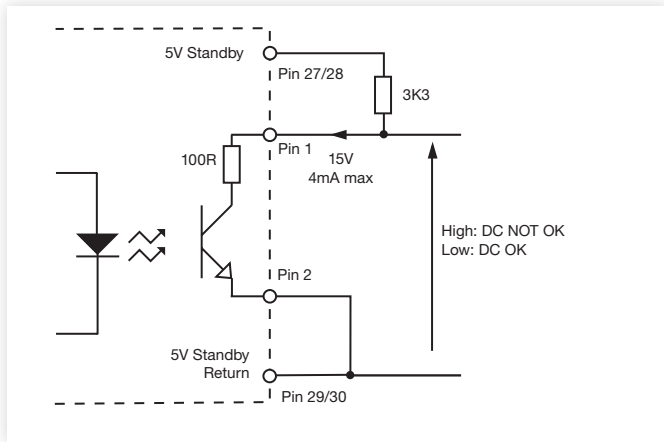 5V Standby
Pin 27/28
3K3
Pin 1
100R
15V
4mA max
High: DC NOT OK
Low: DC OK
Pin 2
5V Standby
Return
Pin 29/30